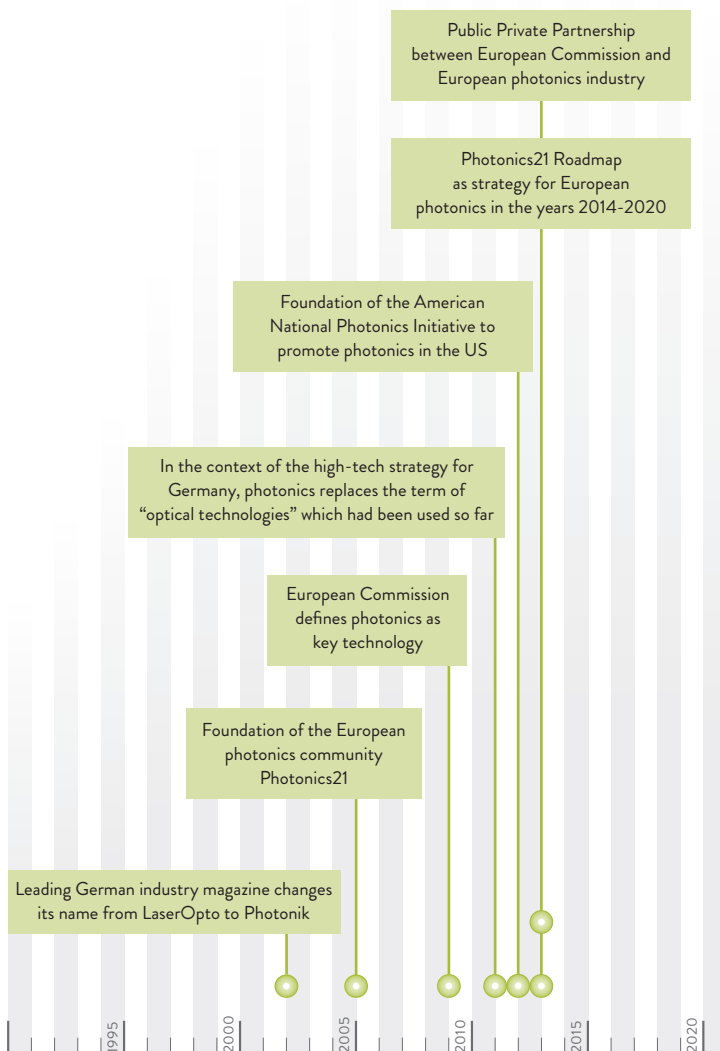 Public Private Partnership
between European Commission and
European photonics industry
Photonics21 Roadmap
as strategy for European
photonics in the years 2014-2020
Foundation of the American
National Photonics Initiative to
promote photonics in the US
In the context of the high-tech strategy for
Germany, photonics replaces the term of
“optical technologies” which had been used so far
European Commission
defines photonics as
key technology
Foundation of the European
photonics community
Photonics21
Leading German industry magazine changes
its name from LaserOpto to Photonik
1995
2000
2005
2010
2015
2020